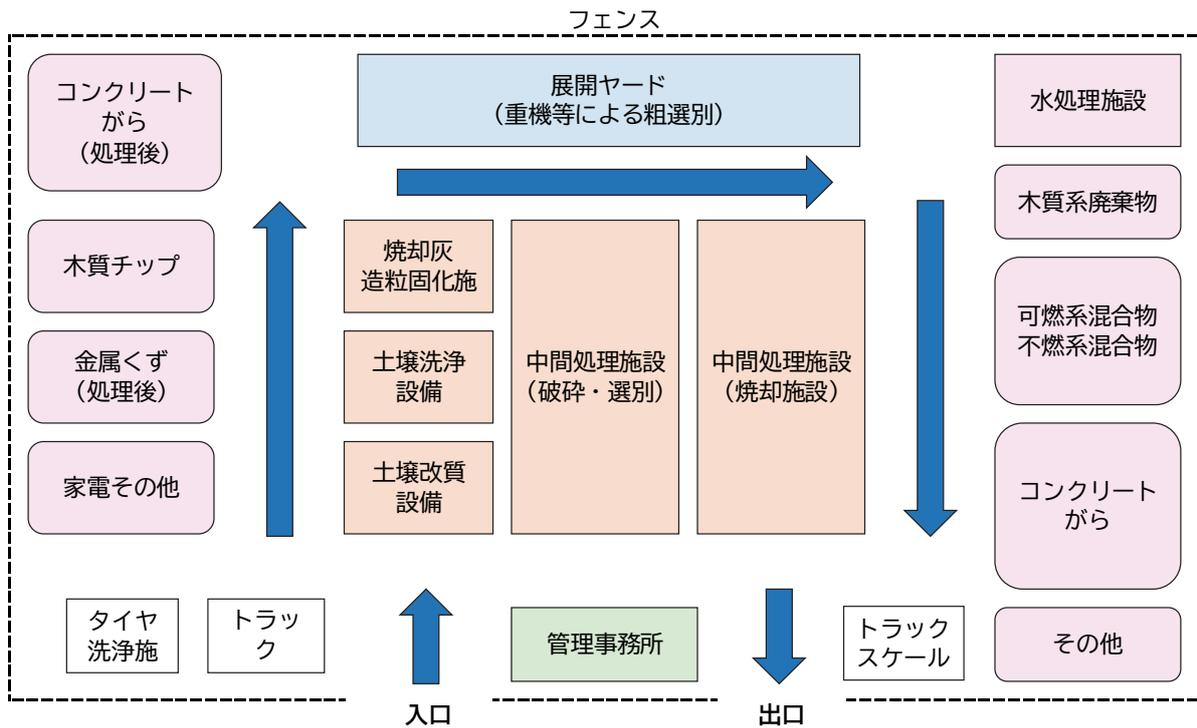 フェンス
コンクリート
がら
（処理後）
展開ヤード
（重機等による粗選別）
水処理施設
木質系廃棄物
木質チップ
焼却灰
造粒固化施
中間処理施設
（破砕・選別）
中間処理施設
（焼却施設）
可燃系混合物
不燃系混合物
金属くず
（処理後）
土壌洗浄
設備
家電その他
土壌改質
設備
コンクリート
がら
タイヤ
洗浄施
トラッ
ク
管理事務所
トラック
スケール
その他
入口
出口